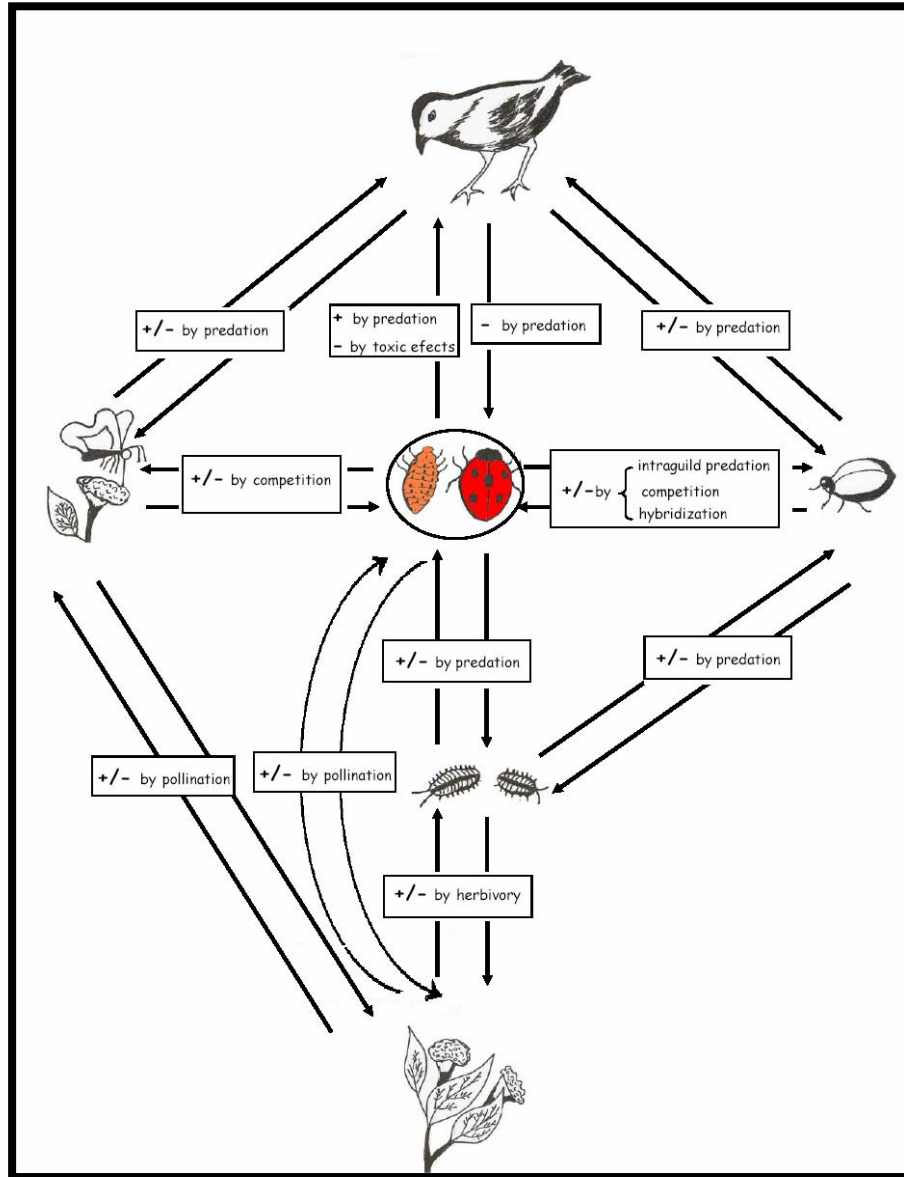 +/- by predation
+ by predation
- by toxic efects
- by predation
+/- by predation
+/- by competition
+/- by { intraguild predation
competition
hybridization
+/- by predation
+/- by predation
+/- by pollination
+/- by pollination
+/- by herbivory